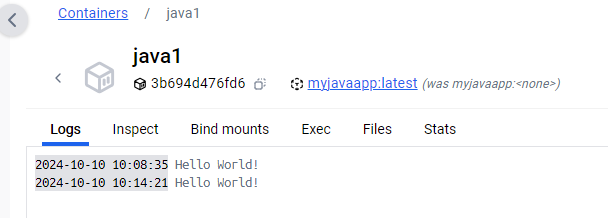 Containers / java1
java1
3b694d476fd6 myjavaapp:latest (was myjavaapp:<none>)
Logs Inspect Bind mounts Exec Files Stats
2024-10-10 10:08:35 Hello World!
2024-10-10 10:14:21 Hello World!